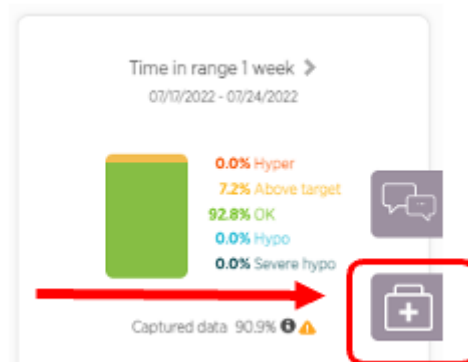 Time in range 1 week
07/17/2022 - 07/24/2022
0.0% Hyper
7.2% Above target
92.8% OK
0.0% Hypo
0.0% Severe hypo
Captured data 90.9%